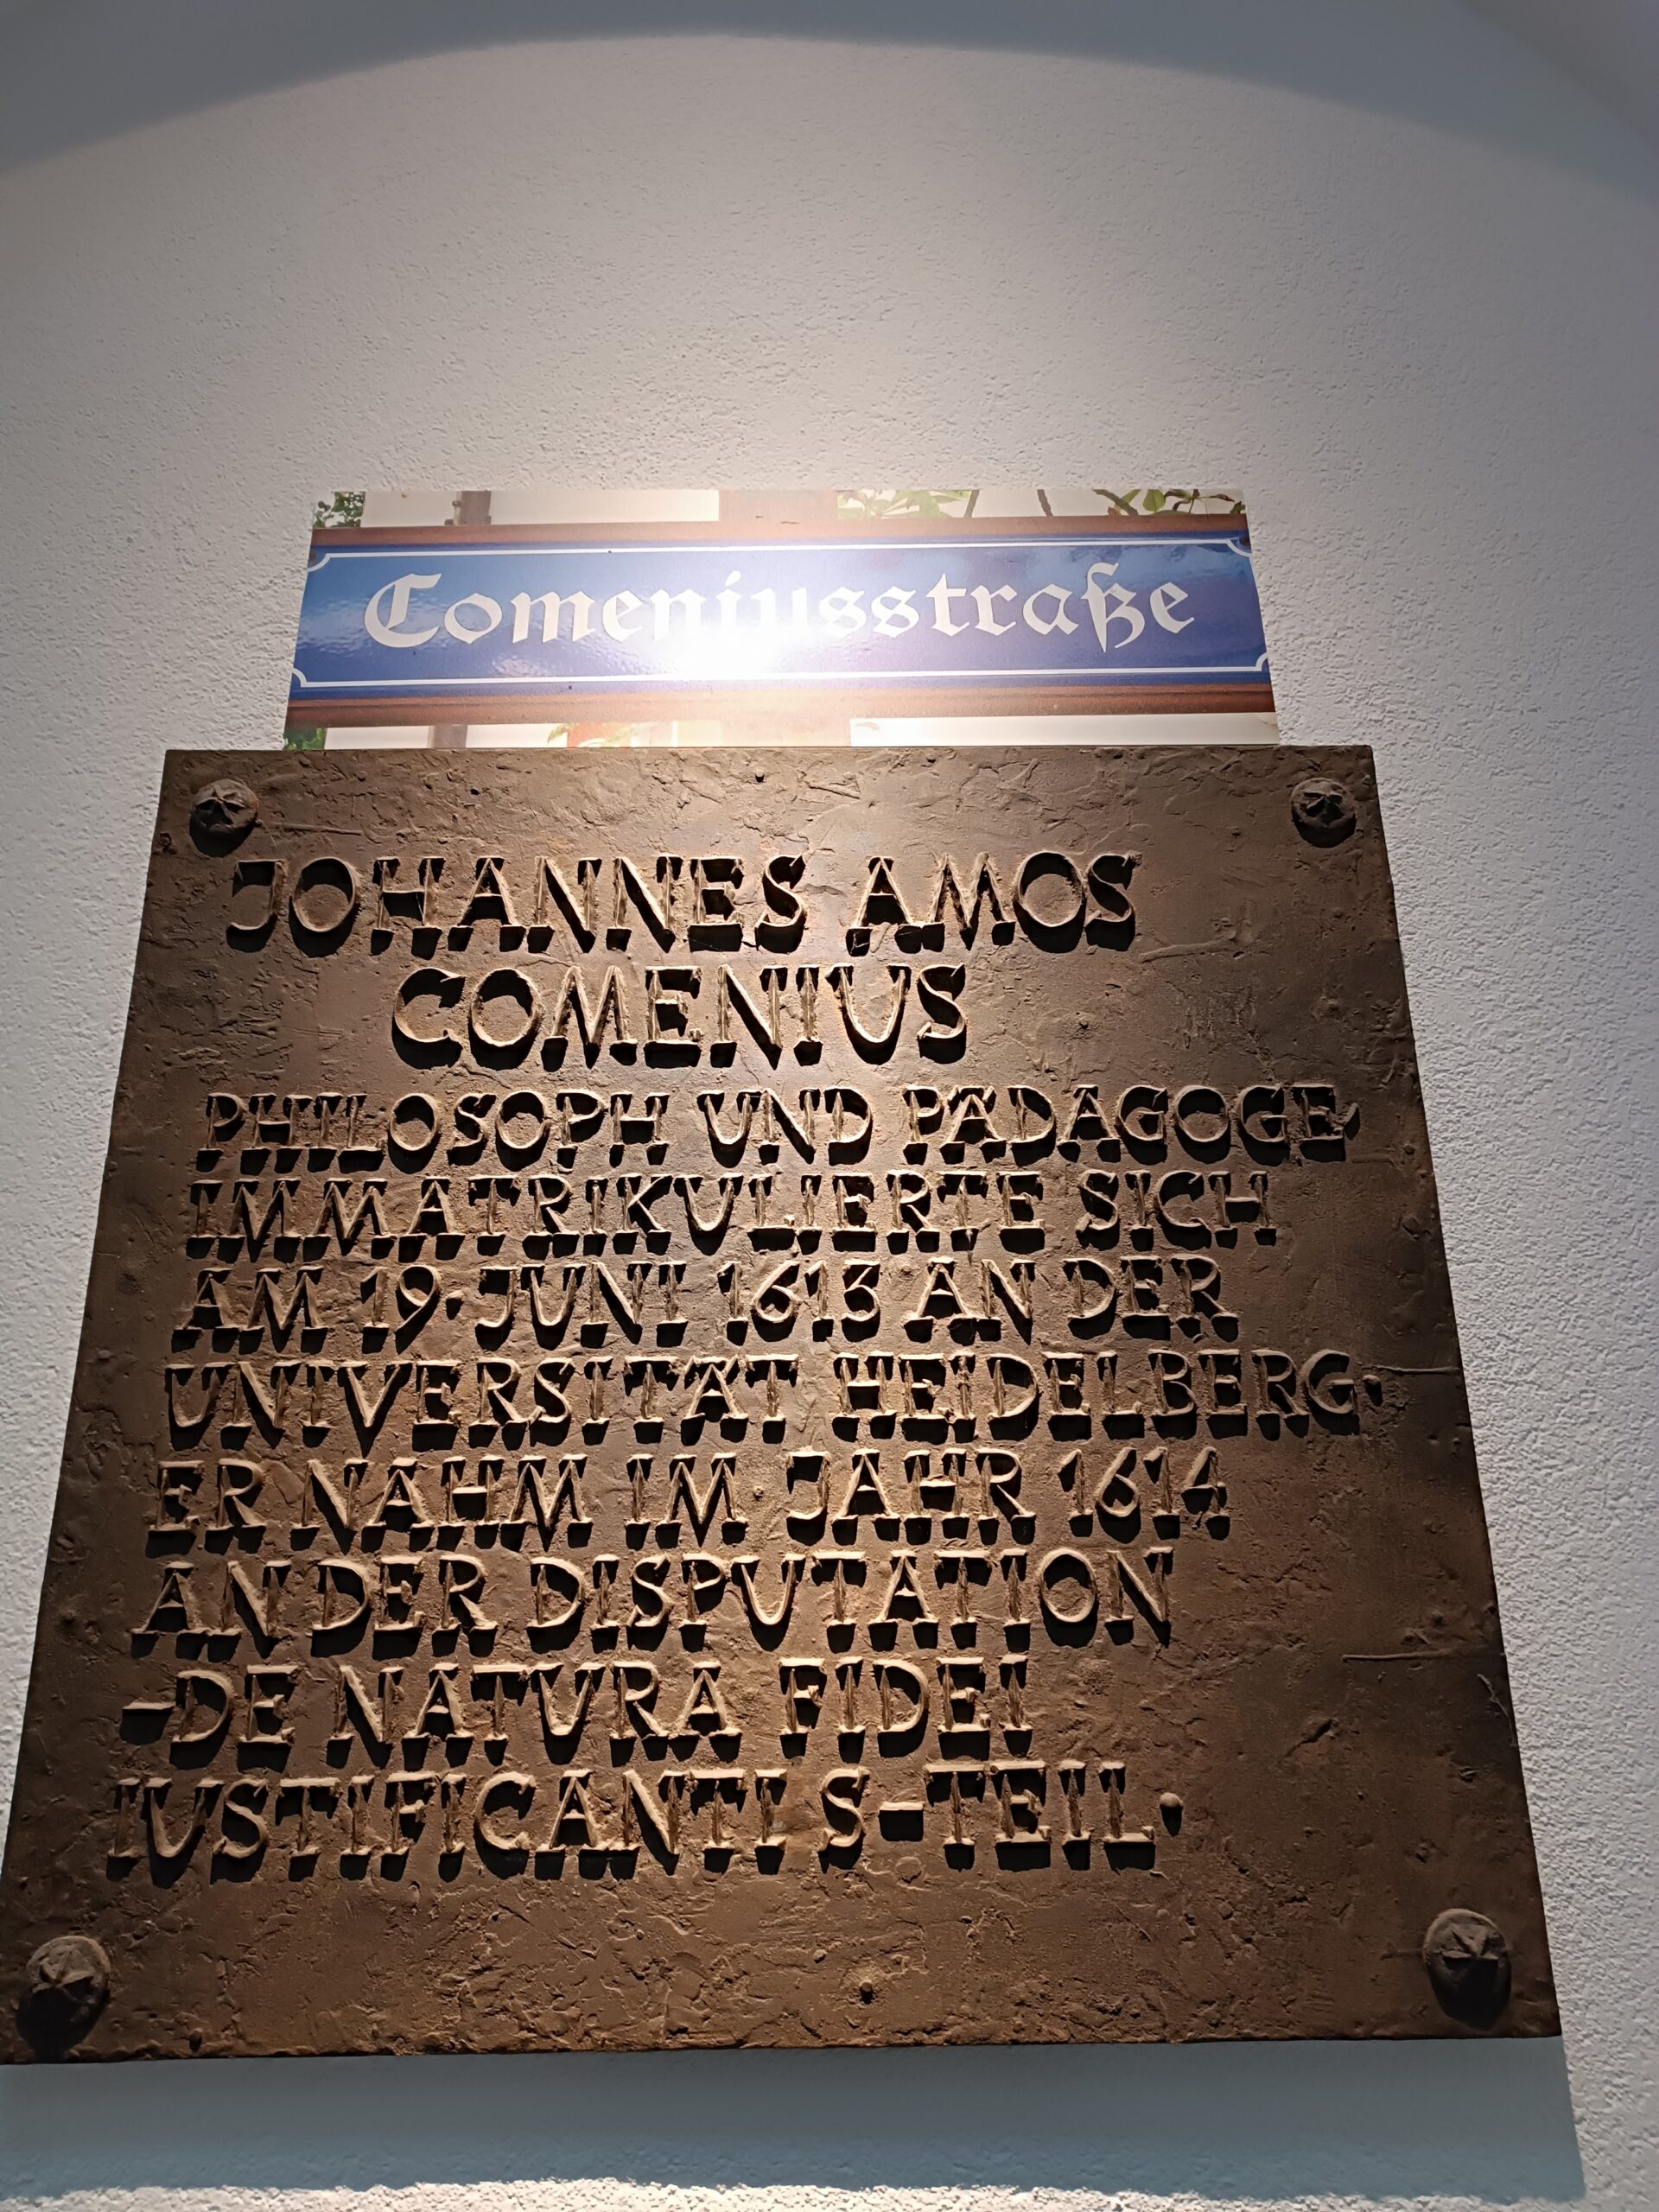 Comeniusstraße
JOHANNES AMOS
COMENIUS
PHILOSOPH UND PÄDAGOGE·
IMMATRIKULIERTE SICH
AM 19·JUNI 1613 AN DER
UNIVERSITÄT HEIDELBERG·
ER NAHM IM JAHR 1614
AN DER DISPUTATION
-DE NATURA FIDEI
IUSTIFICANTIS-TEIL·